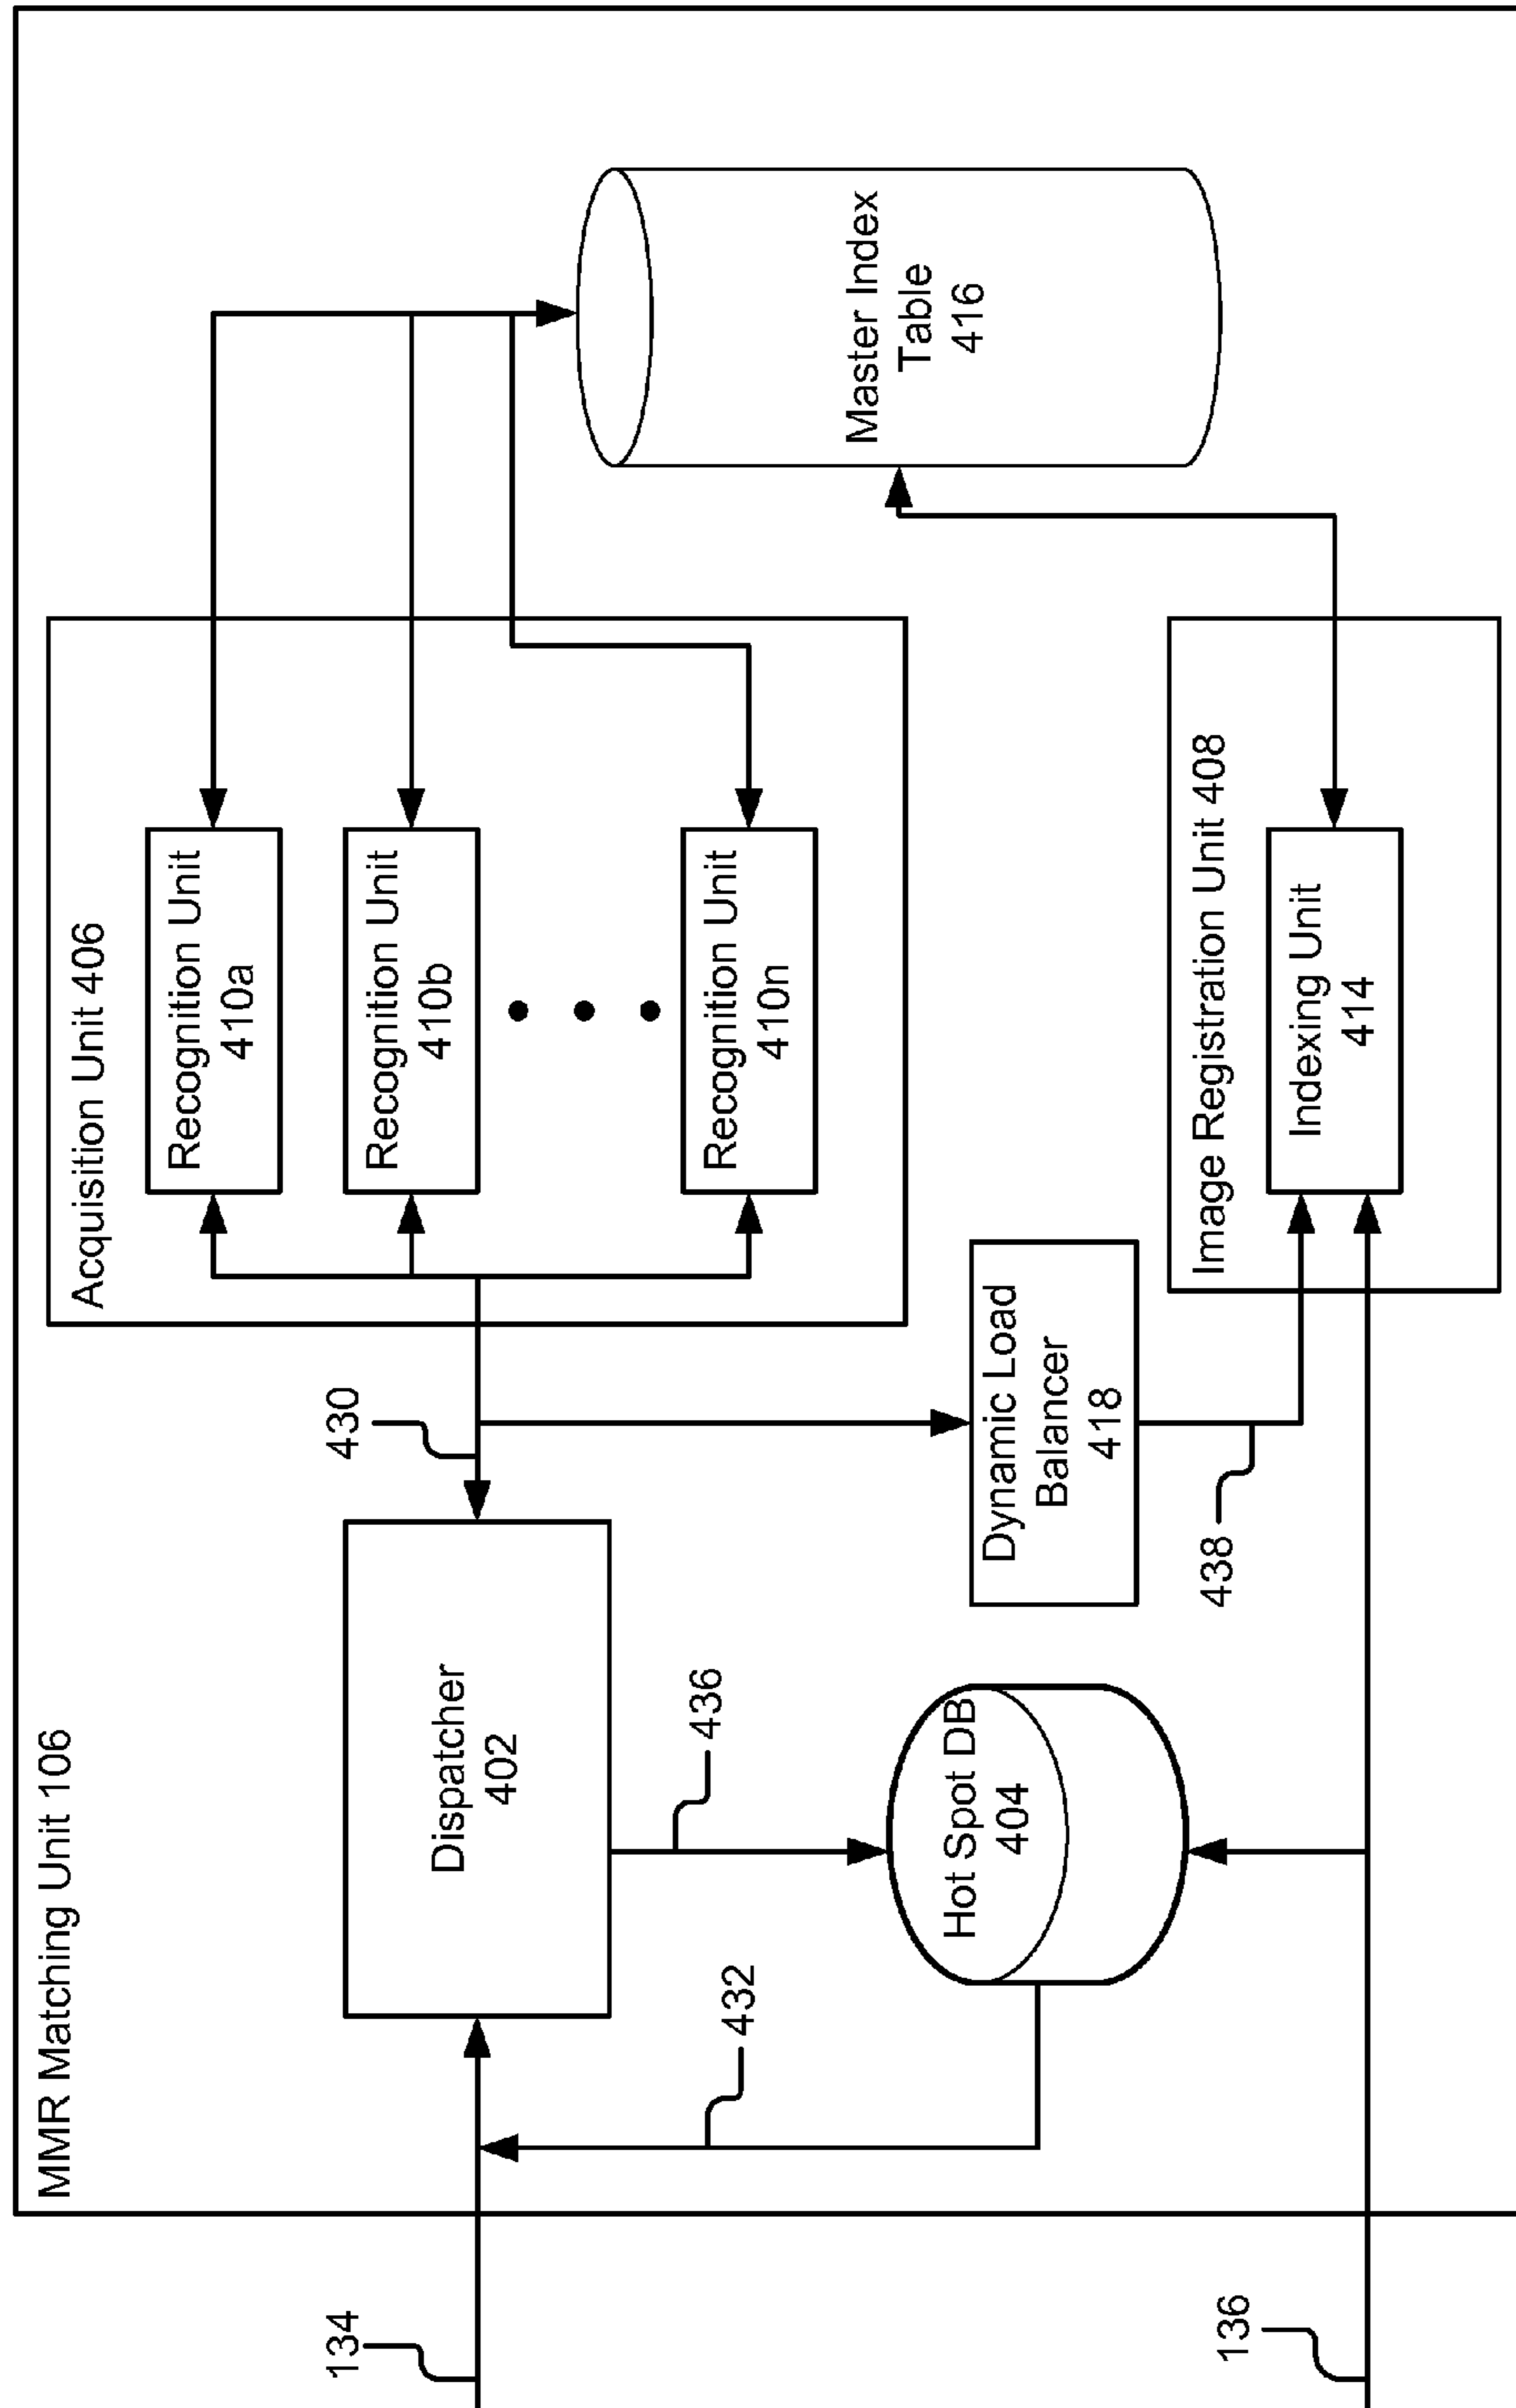 MMR Matching Unit 106
134
136
432
Dispatcher
402
436
Hot Spot DB
404
430
Dynamic Load
Balancer
418
438
Acquisition Unit 406
Recognition Unit
410a
Recognition Unit
410b
Recognition Unit
410n
Image Registration Unit 408
Indexing Unit
414
Master Index
Table
416